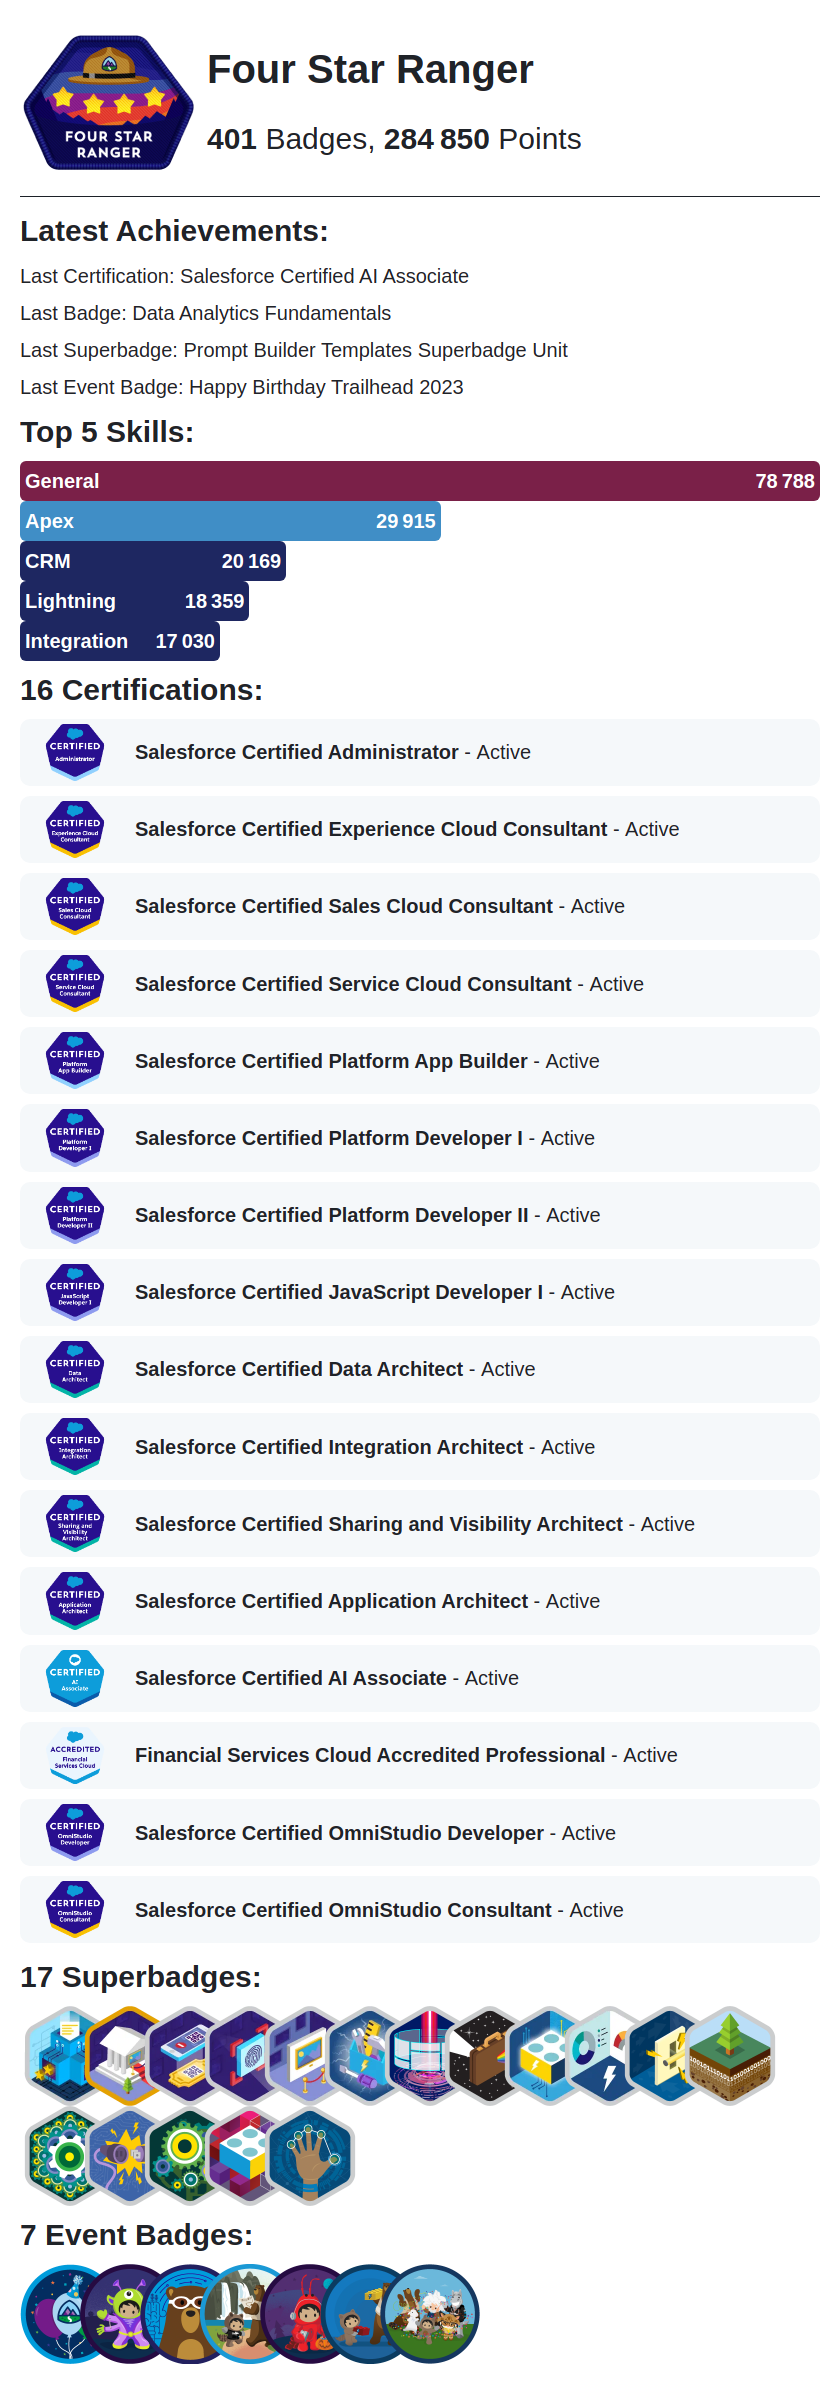 FOUR STAR
RANGER
Four Star Ranger
401 Badges, 284 850 Points
Latest Achievements:
Last Certification: Salesforce Certified AI Associate
Last Badge: Data Analytics Fundamentals
Last Superbadge: Prompt Builder Templates Superbadge Unit
Last Event Badge: Happy Birthday Trailhead 2023
Top 5 Skills:
General 78 788
Apex 29 915
CRM 20 169
Lightning 18 359
Integration 17 030
16 Certifications:
CERTIFIED
Administrator
Salesforce Certified Administrator - Active
CERTIFIED
Experience Cloud
Consultant
Salesforce Certified Experience Cloud Consultant - Active
CERTIFIED
Sales Cloud
Consultant
Salesforce Certified Sales Cloud Consultant - Active
CERTIFIED
Service Cloud
Consultant
Salesforce Certified Service Cloud Consultant - Active
CERTIFIED
Platform
App Builder
Salesforce Certified Platform App Builder - Active
CERTIFIED
Platform
Developer I
Salesforce Certified Platform Developer I - Active
CERTIFIED
Platform
Developer II
Salesforce Certified Platform Developer II - Active
CERTIFIED
JavaScript
Developer I
Salesforce Certified JavaScript Developer I - Active
CERTIFIED
Data
Architect
Salesforce Certified Data Architect - Active
CERTIFIED
Integration
Architect
Salesforce Certified Integration Architect - Active
CERTIFIED
Sharing and
Visibility
Architect
Salesforce Certified Sharing and Visibility Architect - Active
CERTIFIED
Application
Architect
Salesforce Certified Application Architect - Active
CERTIFIED
AI
Associate
Salesforce Certified AI Associate - Active
ACCREDITED
Financial
Services Cloud
Financial Services Cloud Accredited Professional - Active
CERTIFIED
OmniStudio
Developer
Salesforce Certified OmniStudio Developer - Active
CERTIFIED
OmniStudio
Consultant
Salesforce Certified OmniStudio Consultant - Active
17 Superbadges:
7 Event Badges: